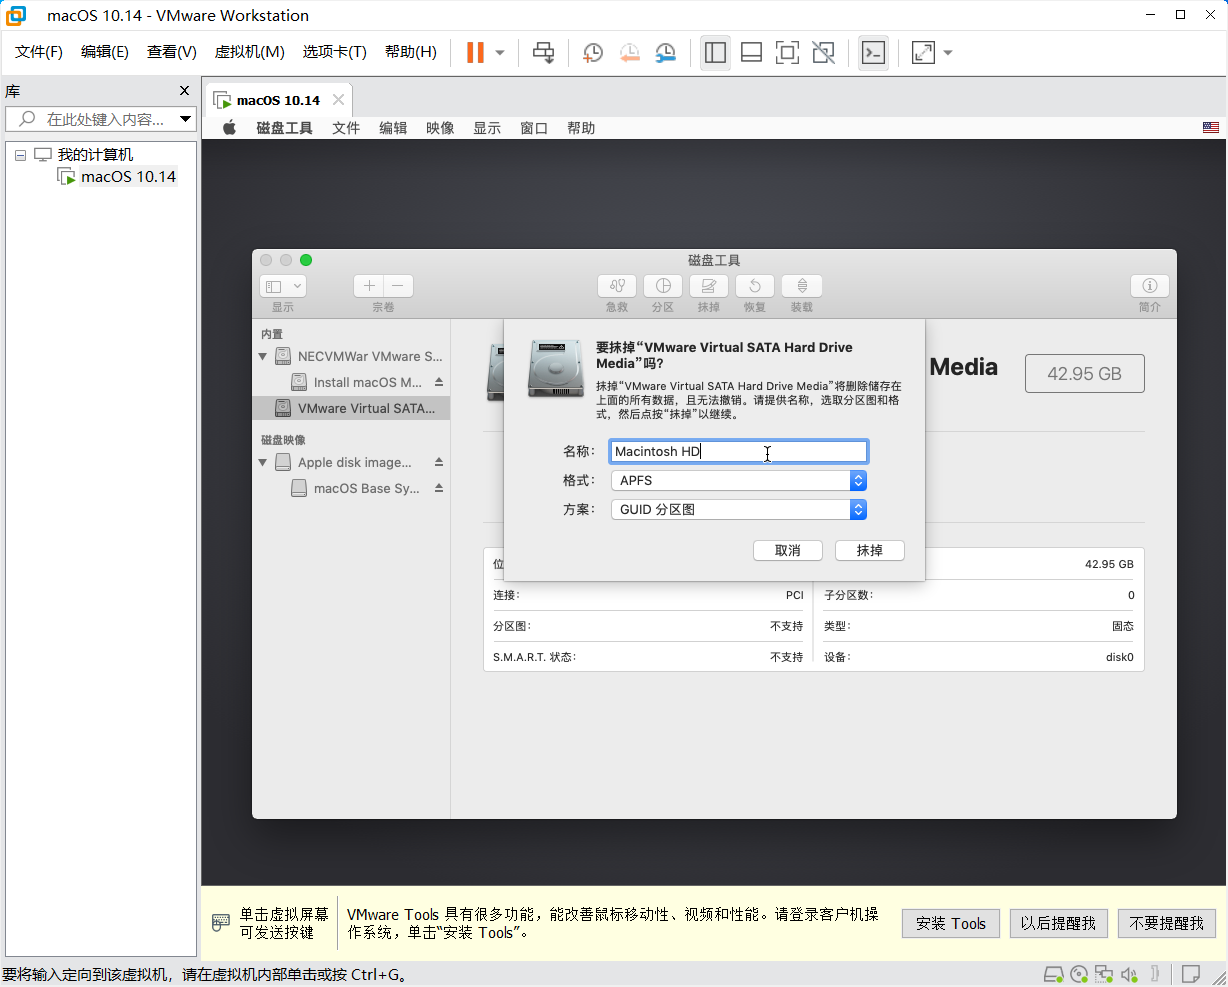 macOS 10.14 - VMware Workstation
文件(F) 编辑(E) 查看(V) 虚拟机(M) 选项卡(T) 帮助(H)
库
在此处键入内容...
我的计算机
macOS 10.14
macOS 10.14
磁盘工具 文件 编辑 映像 显示 窗口 帮助
磁盘工具
显示 宗卷 急救 分区 抹掉 恢复 装载 简介
内置
NECVMWar VMware S...
Install macOS M...
VMware Virtual SATA...
磁盘映像
Apple disk image...
macOS Base Sy...
Media
42.95 GB
要抹掉“VMware Virtual SATA Hard Drive
Media”吗?
抹掉“VMware Virtual SATA Hard Drive Media”将删除储存在
上面的所有数据，且无法撤销。请提供名称，选取分区图和格
式，然后点按“抹掉”以继续。
名称: Macintosh HD
格式: APFS
方案: GUID 分区图
取消 抹掉
位
42.95 GB
连接: PCI
子分区数: 0
分区图: 不支持
类型: 固态
S.M.A.R.T. 状态: 不支持
设备: disk0
单击虚拟屏幕
可发送按键
VMware Tools 具有很多功能，能改善鼠标移动性、视频和性能。请登录客户机操
作系统，单击“安装 Tools”。
安装 Tools 以后提醒我 不要提醒我
要将输入定向到该虚拟机，请在虚拟机内部单击或按 Ctrl+G。